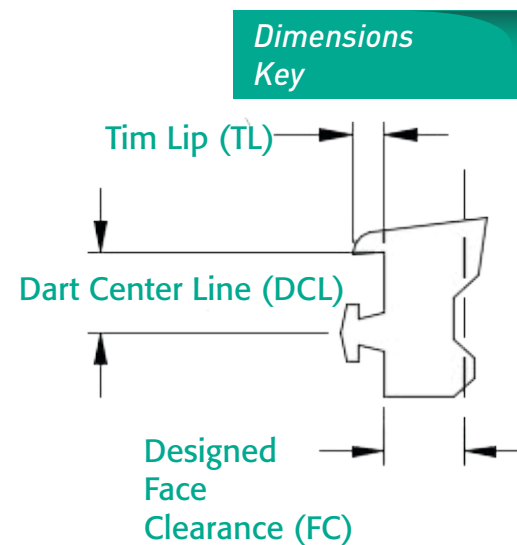 Dimensions
Key
Tim Lip (TL)
Dart Center Line (DCL)
Designed
Face
Clearance (FC)